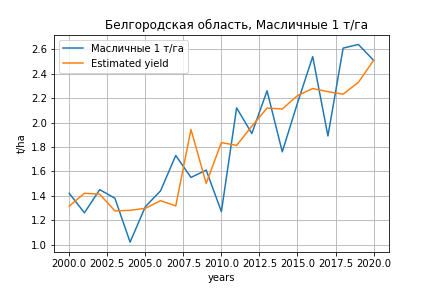 Белгородская область, Масличные 1 т/га
Масличные 1 т/га
Estimated yield
t/ha
2.6
2.4
2.2
2.0
1.8
1.6
1.4
1.2
1.0
2000.0 2002.5 2005.0 2007.5 2010.0 2012.5 2015.0 2017.5 2020.0
years